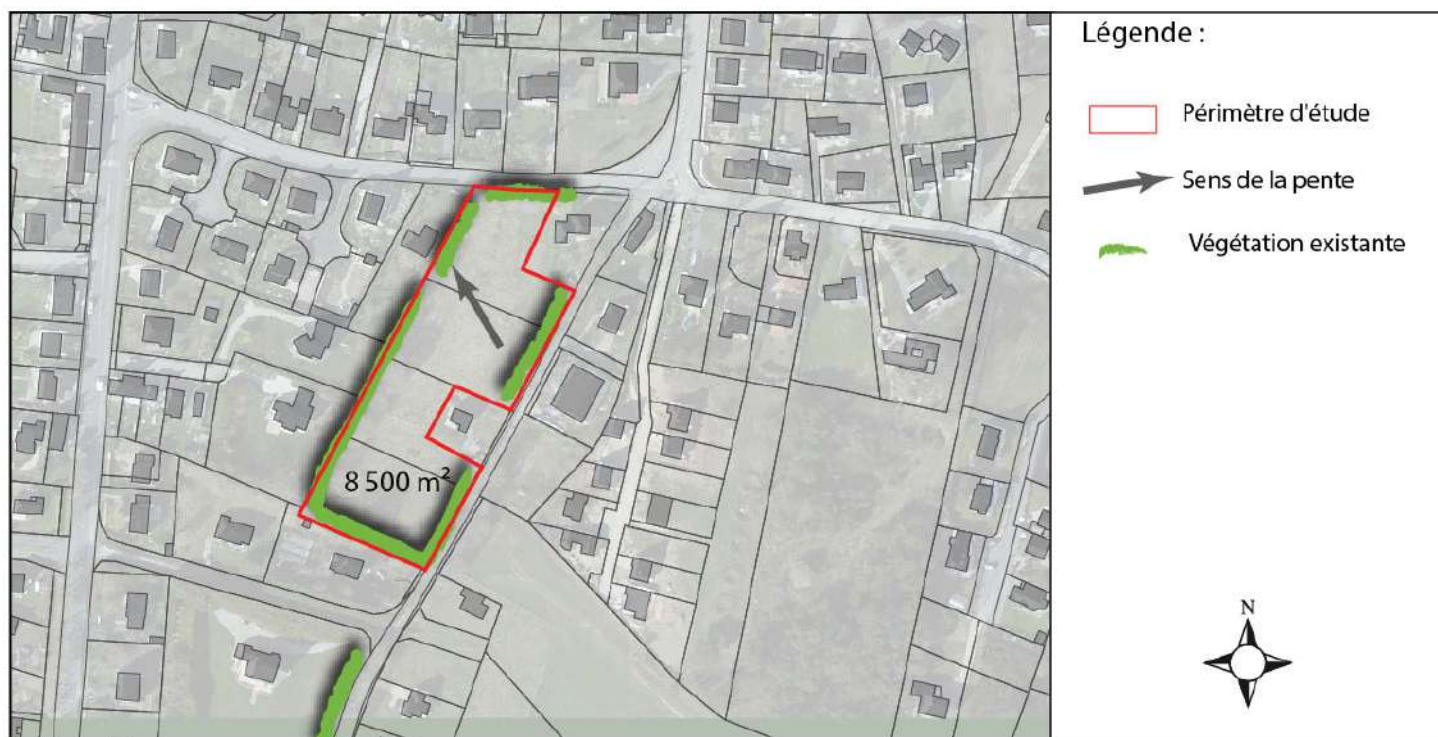 Légende :
Périmètre d'étude
Sens de la pente
Végétation existante
8 500 m²
N